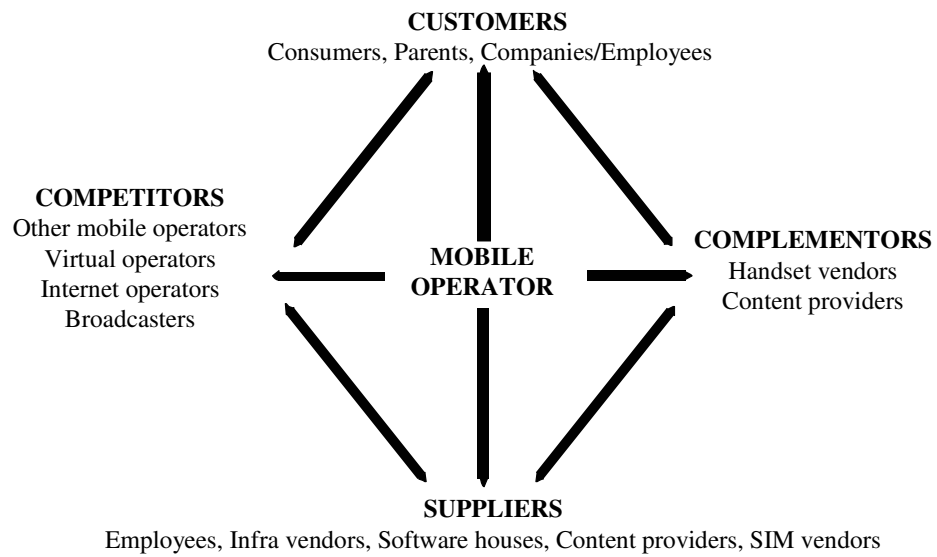 CUSTOMERS
Consumers, Parents, Companies/Employees
COMPETITORS
Other mobile operators
Virtual operators
Internet operators
Broadcasters
MOBILE
OPERATOR
COMPLEMENTORS
Handset vendors
Content providers
SUPPLIERS
Employees, Infra vendors, Software houses, Content providers, SIM vendors